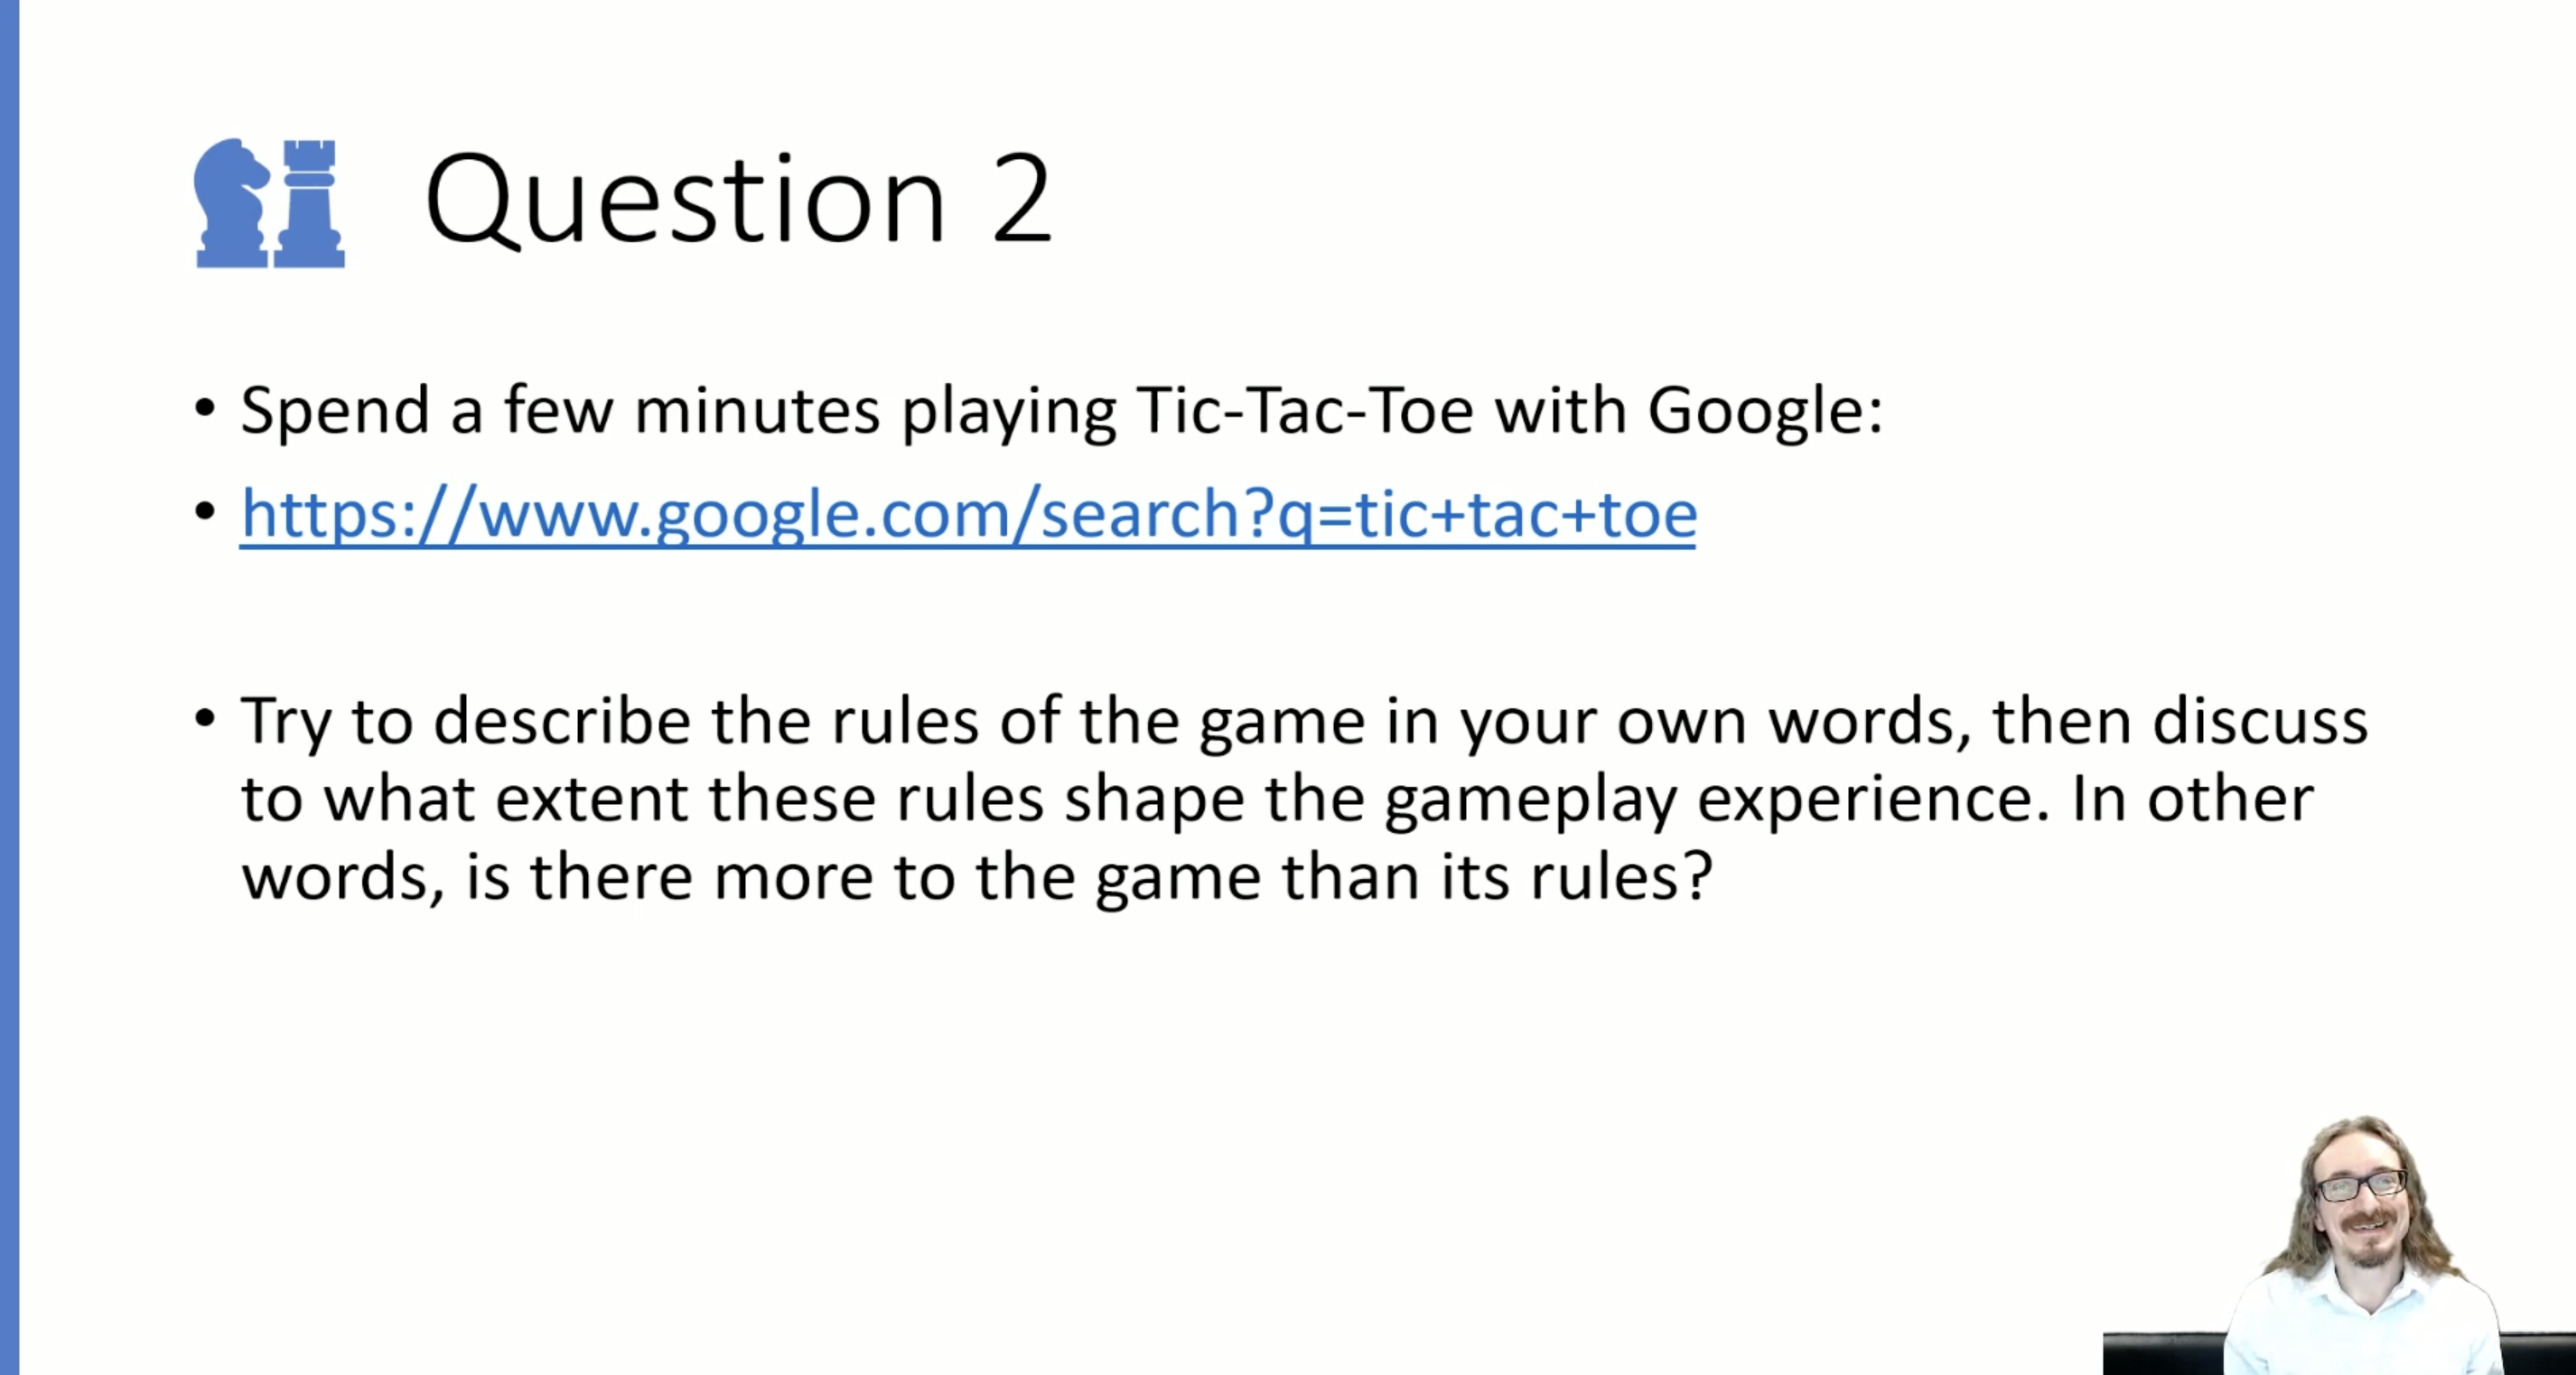 Question 2
• Spend a few minutes playing Tic-Tac-Toe with Google:
• https://www.google.com/search?q=tic+tac+toe
• Try to describe the rules of the game in your own words, then discuss
to what extent these rules shape the gameplay experience. In other
words, is there more to the game than its rules?